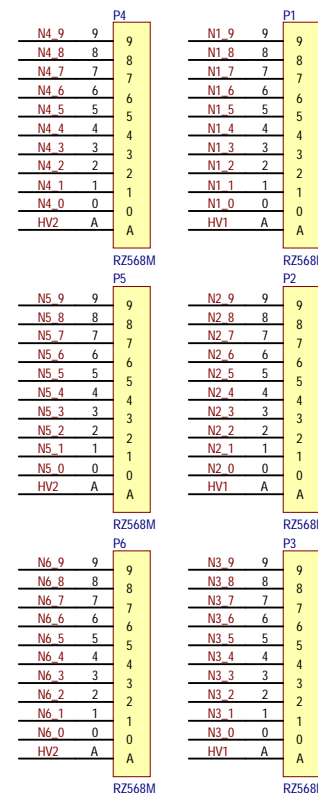 P4 P1
N4_9 9 9 N1_9 9 9
N4_8 8 8 N1_8 8 8
N4_7 7 7 N1_7 7 7
N4_6 6 6 N1_6 6 6
N4_5 5 5 N1_5 5 5
N4_4 4 4 N1_4 4 4
N4_3 3 3 N1_3 3 3
N4_2 2 2 N1_2 2 2
N4_1 1 1 N1_1 1 1
N4_0 0 0 N1_0 0 0
HV2 A A HV1 A A
RZ568M RZ568M
P5 P2
N5_9 9 9 N2_9 9 9
N5_8 8 8 N2_8 8 8
N5_7 7 7 N2_7 7 7
N5_6 6 6 N2_6 6 6
N5_5 5 5 N2_5 5 5
N5_4 4 4 N2_4 4 4
N5_3 3 3 N2_3 3 3
N5_2 2 2 N2_2 2 2
N5_1 1 1 N2_1 1 1
N5_0 0 0 N2_0 0 0
HV2 A A HV1 A A
RZ568M RZ568M
P6 P3
N6_9 9 9 N3_9 9 9
N6_8 8 8 N3_8 8 8
N6_7 7 7 N3_7 7 7
N6_6 6 6 N3_6 6 6
N6_5 5 5 N3_5 5 5
N6_4 4 4 N3_4 4 4
N6_3 3 3 N3_3 3 3
N6_2 2 2 N3_2 2 2
N6_1 1 1 N3_1 1 1
N6_0 0 0 N3_0 0 0
HV2 A A HV1 A A
RZ568M RZ568M